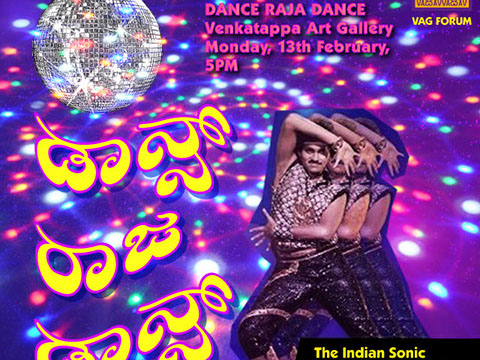 DANCE RAJA DANCE
Venkatappa Art Gallery
Monday, 13th February,
5PM
VAG FORUM
ಡಾನ್ಸ್
ರಾಜ
ಡಾನ್ಸ್
The Indian Sonic